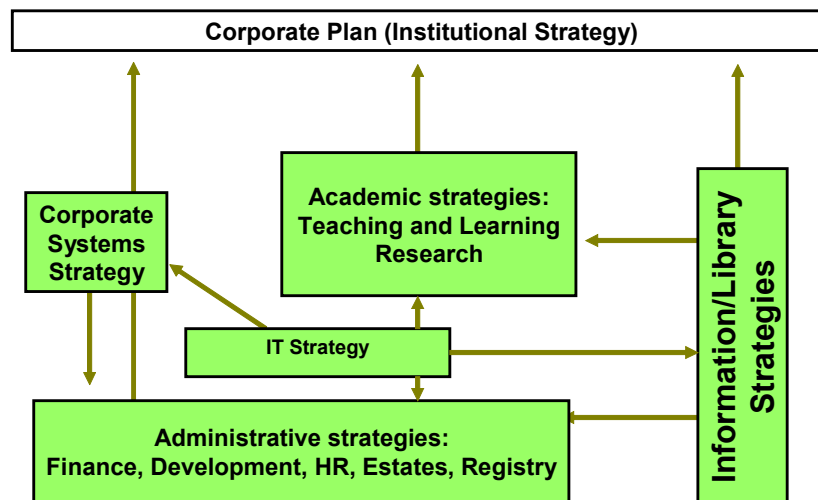 Corporate Plan (Institutional Strategy)
Corporate
Systems
Strategy
Academic strategies:
Teaching and Learning
Research
IT Strategy
Information/Library
Strategies
Administrative strategies:
Finance, Development, HR, Estates, Registry